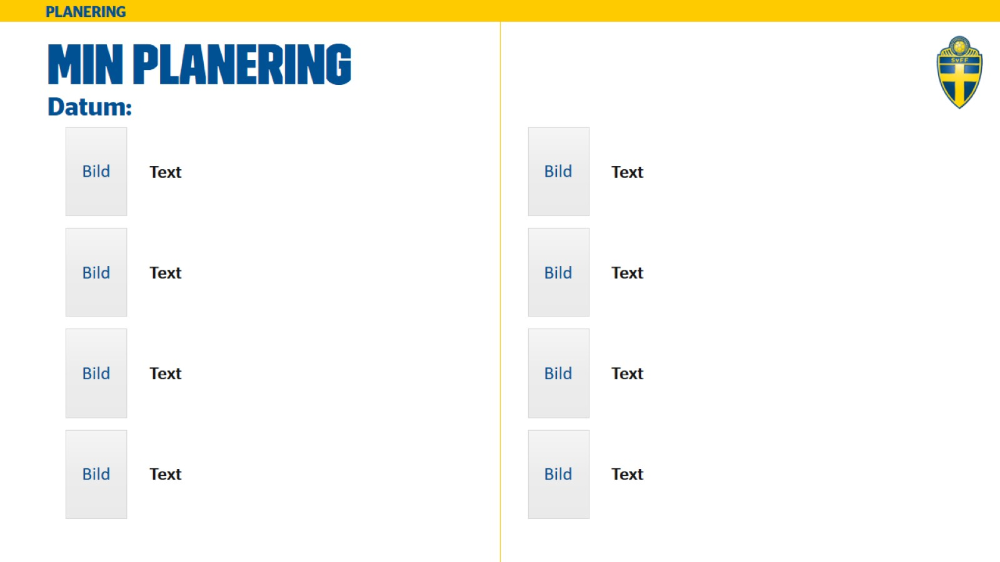 PLANERING
MIN PLANERING
Datum:
SvFF
Bild
Text
Bild
Text
Bild
Text
Bild
Text
Bild
Text
Bild
Text
Bild
Text
Bild
Text